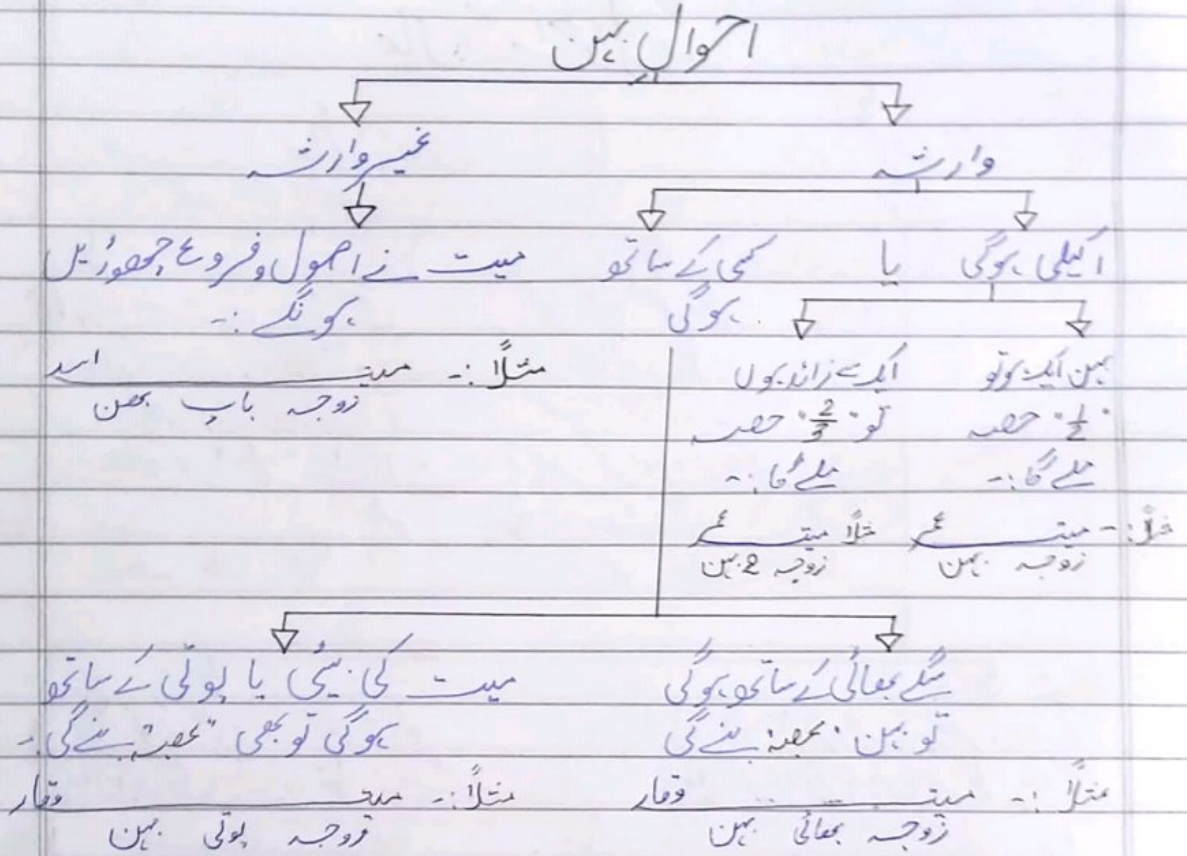 احوالِ بہن
وارثہ
غیر وارثہ
اکیلی ہوگی یا کسی کے ساتھ
ہوگی
میت نے اصول و فروع چھوڑیں
ہونگے :-
بہن ایک ہو تو
"1/2" حصہ
ملے گا :-
مثلاً :- میت عمر
زوجہ بہن
ایک سے زائد ہوں
تو "2/3" حصہ
ملے گا :-
مثلاً میت عمر
زوجہ 2 بہن
مثلاً :- میت اسد
زوجہ باپ بھن
سگے بھائی کے ساتھ ہوگی
تو بہن "عصبہ" بنے گی
مثلاً :- میت وقار
زوجہ بھائی بہن
میت کی بیٹی یا پوتی کے ساتھ
ہوگی تو بھی "عصبہ" بنے گی :-
مثلاً :- میت وقار
زوجہ پوتی بہن